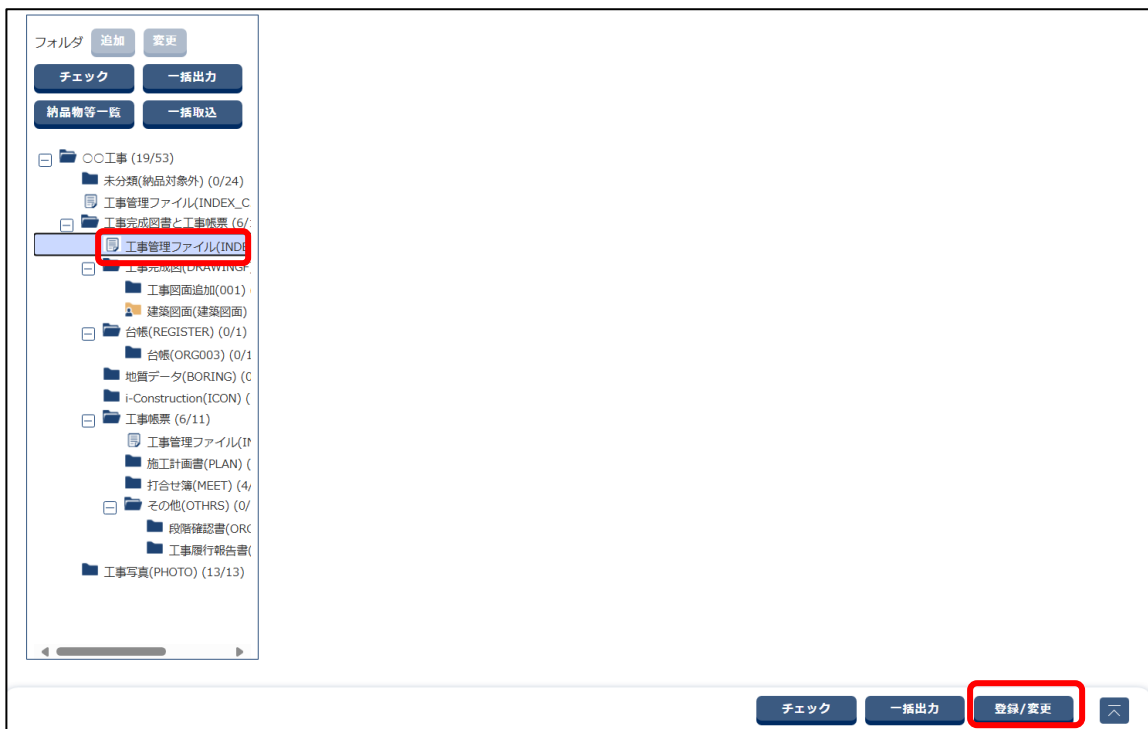 フォルダ 追加 変更
チェック 一括出力
納品物等一覧 一括取込
○○工事 (19/53)
未分類(納品対象外) (0/24)
工事管理ファイル(INDEX_C
工事完成図書と工事帳票 (6/
工事管理ファイル(INDE
工事完成図(DRAWINGF
工事図面追加(001)
建築図面(建築図面)
台帳(REGISTER) (0/1)
台帳(ORG003) (0/1
地質データ(BORING) (0
i-Construction(ICON) (
工事帳票 (6/11)
工事管理ファイル(IN
施工計画書(PLAN) (
打合せ簿(MEET) (4/
その他(OTHRS) (0/
段階確認書(ORG
工事履行報告書(
工事写真(PHOTO) (13/13)
チェック 一括出力 登録/変更